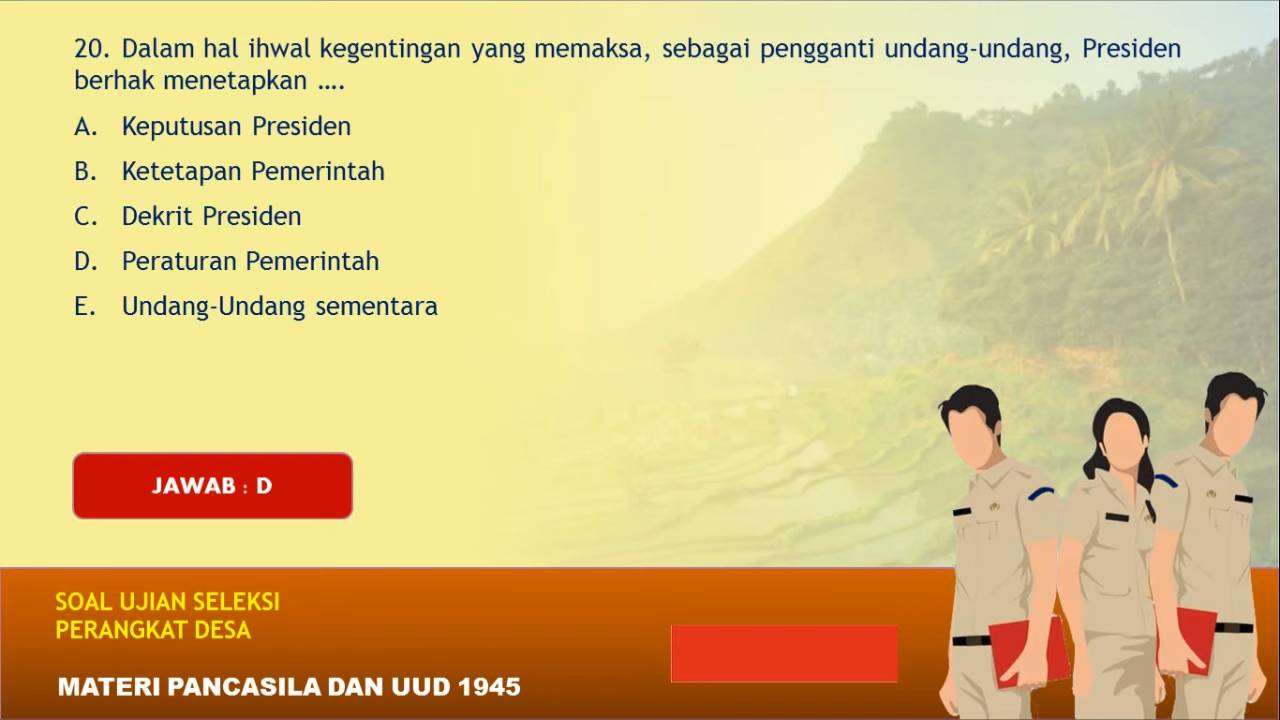 20. Dalam hal ihwal kegentingan yang memaksa, sebagai pengganti undang-undang, Presiden
berhak menetapkan ....
A. Keputusan Presiden
B. Ketetapan Pemerintah
C. Dekrit Presiden
D. Peraturan Pemerintah
E. Undang-Undang sementara
JAWAB : D
SOAL UJIAN SELEKSI
PERANGKAT DESA
MATERI PANCASILA DAN UUD 1945